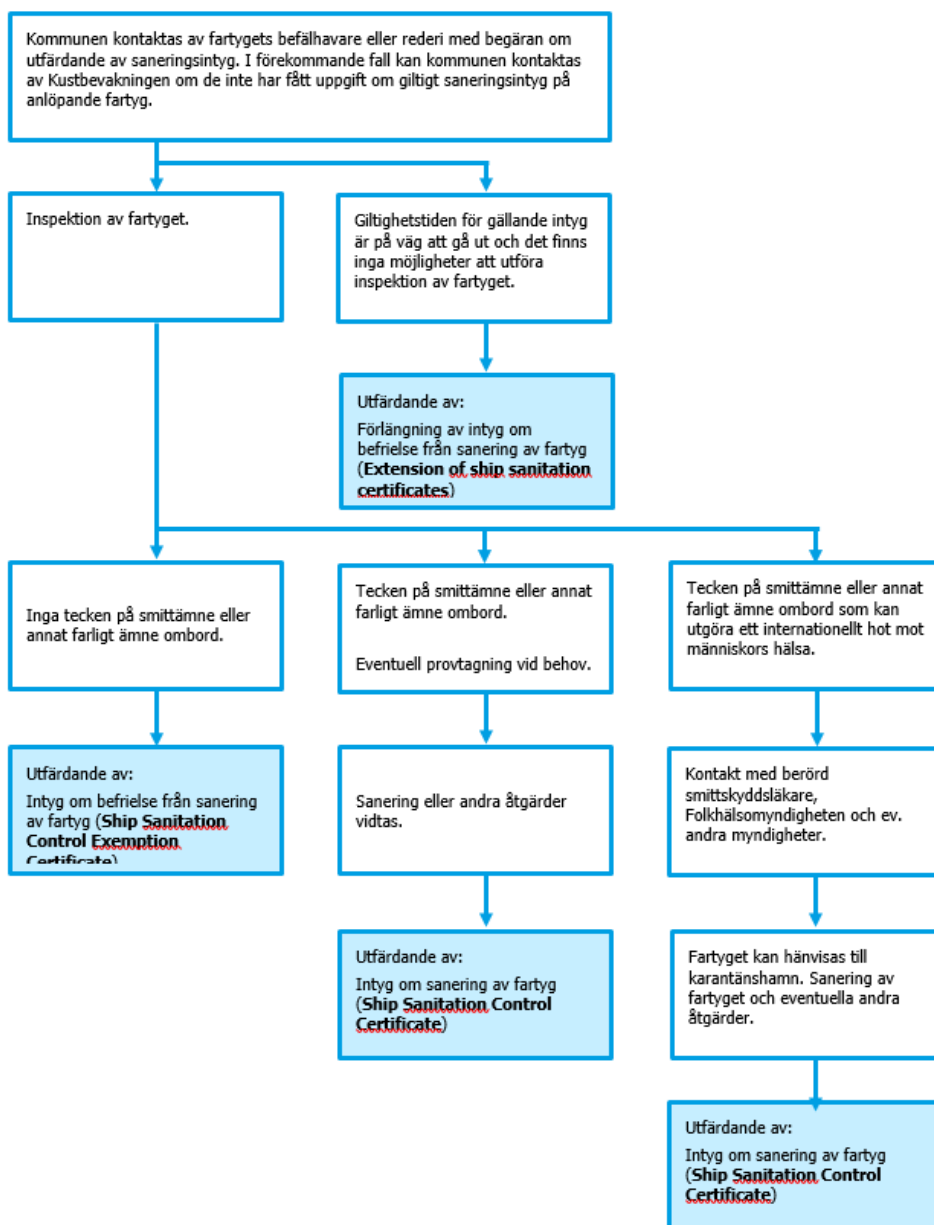 Kommunen kontaktas av fartygets befälhavare eller rederi med begäran om
utfärdande av saneringsintyg. I förekommande fall kan kommunen kontaktas
av Kustbevakningen om de inte har fått uppgift om giltigt saneringsintyg på
anlöpande fartyg.
Inspektion av fartyget.
Giltighetstiden för gällande intyg
är på väg att gå ut och det finns
inga möjligheter att utföra
inspektion av fartyget.
Utfärdande av:
Förlängning av intyg om
befrielse från sanering av fartyg
(Extension of ship sanitation
certificates)
Inga tecken på smittämne eller
annat farligt ämne ombord.
Tecken på smittämne eller annat
farligt ämne ombord.
Eventuell provtagning vid behov.
Tecken på smittämne eller annat
farligt ämne ombord som kan
utgöra ett internationellt hot mot
människors hälsa.
Utfärdande av:
Intyg om befrielse från sanering
av fartyg (Ship Sanitation
Control Exemption
Certificate)
Sanering eller andra åtgärder
vidtas.
Kontakt med berörd
smittskyddsläkare,
Folkhälsomyndigheten och ev.
andra myndigheter.
Utfärdande av:
Intyg om sanering av fartyg
(Ship Sanitation Control
Certificate)
Fartyget kan hänvisas till
karantänshamn. Sanering av
fartyget och eventuella andra
åtgärder.
Utfärdande av:
Intyg om sanering av fartyg
(Ship Sanitation Control
Certificate)